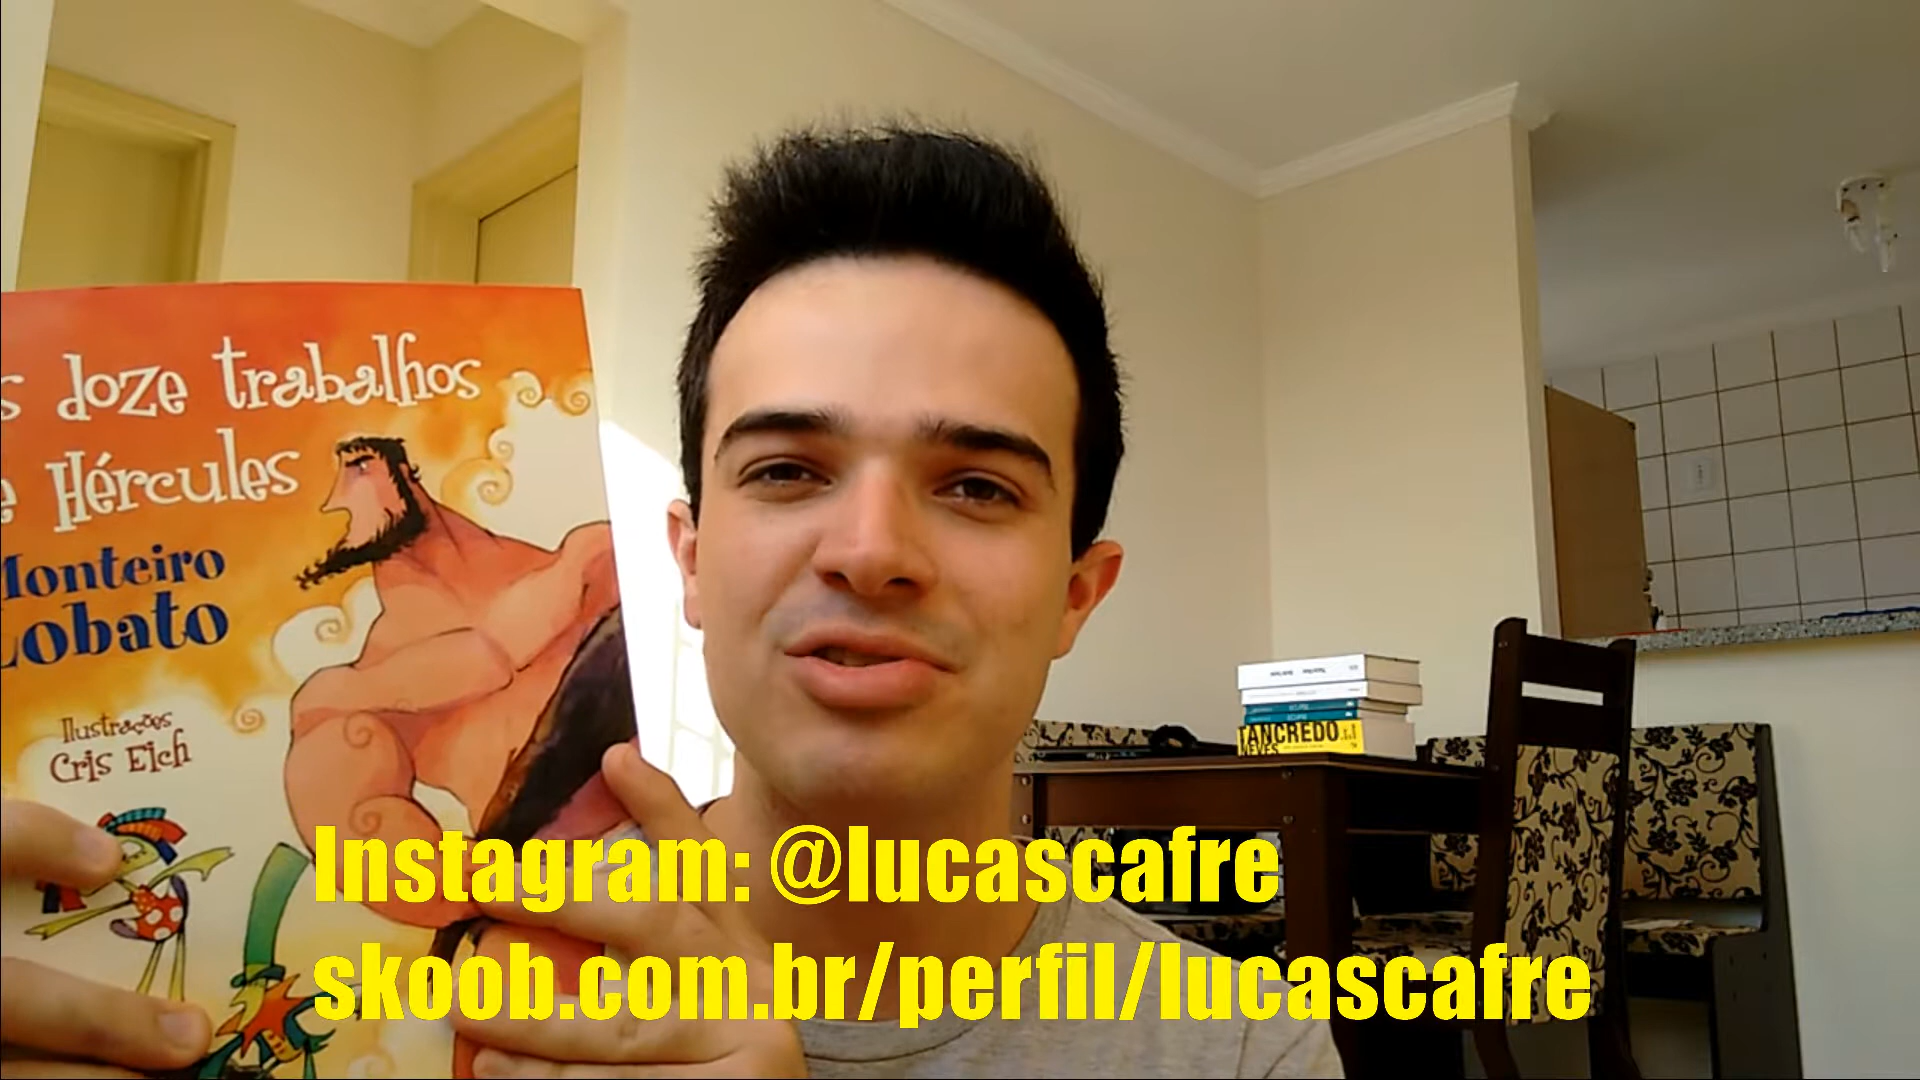 s doze trabalhos
e Hércules
Monteiro
Lobato
Ilustrações
Cris Eich
TANCREDO
NEVES
Instagram: @lucascafre
skoob.com.br/perfil/lucascafre